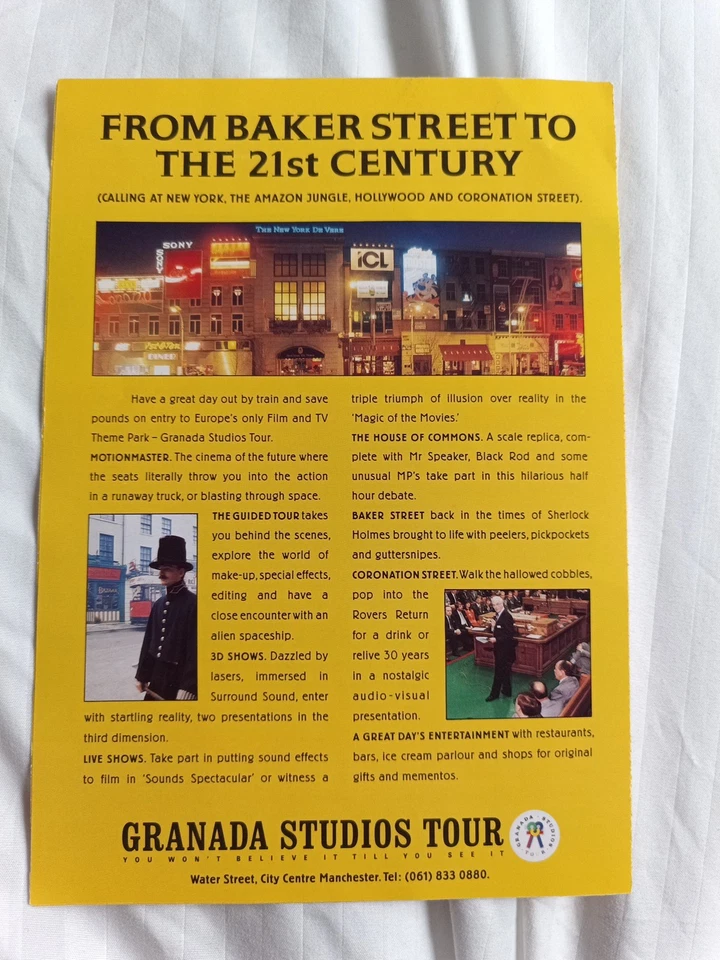 FROM BAKER STREET TO
THE 21st CENTURY
(CALLING AT NEW YORK, THE AMAZON JUNGLE, HOLLYWOOD AND CORONATION STREET).
THE NEW YORK DE VERE
SONY
SONY
ICL
DINER
Have a great day out by train and save
pounds on entry to Europe's only Film and TV
Theme Park – Granada Studios Tour.
MOTIONMASTER. The cinema of the future where
the seats literally throw you into the action
in a runaway truck, or blasting through space.
THE GUIDED TOUR takes
you behind the scenes,
explore the world of
make-up, special effects,
editing and have a
close encounter with an
alien spaceship.
3D SHOWS. Dazzled by
lasers, immersed in
Surround Sound, enter
with startling reality, two presentations in the
third dimension.
LIVE SHOWS. Take part in putting sound effects
to film in 'Sounds Spectacular' or witness a
triple triumph of illusion over reality in the
'Magic of the Movies.'
THE HOUSE OF COMMONS. A scale replica, com-
plete with Mr Speaker, Black Rod and some
unusual MP's take part in this hilarious half
hour debate.
BAKER STREET back in the times of Sherlock
Holmes brought to life with peelers, pickpockets
and guttersnipes.
CORONATION STREET. Walk the hallowed cobbles,
pop into the
Rovers Return
for a drink or
relive 30 years
in a nostalgic
audio-visual
presentation.
A GREAT DAY'S ENTERTAINMENT with restaurants,
bars, ice cream parlour and shops for original
gifts and mementos.
GRANADA STUDIOS TOUR
YOU WON'T BELIEVE IT TILL YOU SEE IT
GRANADA STUDIOS TOUR
Water Street, City Centre Manchester. Tel: (061) 833 0880.